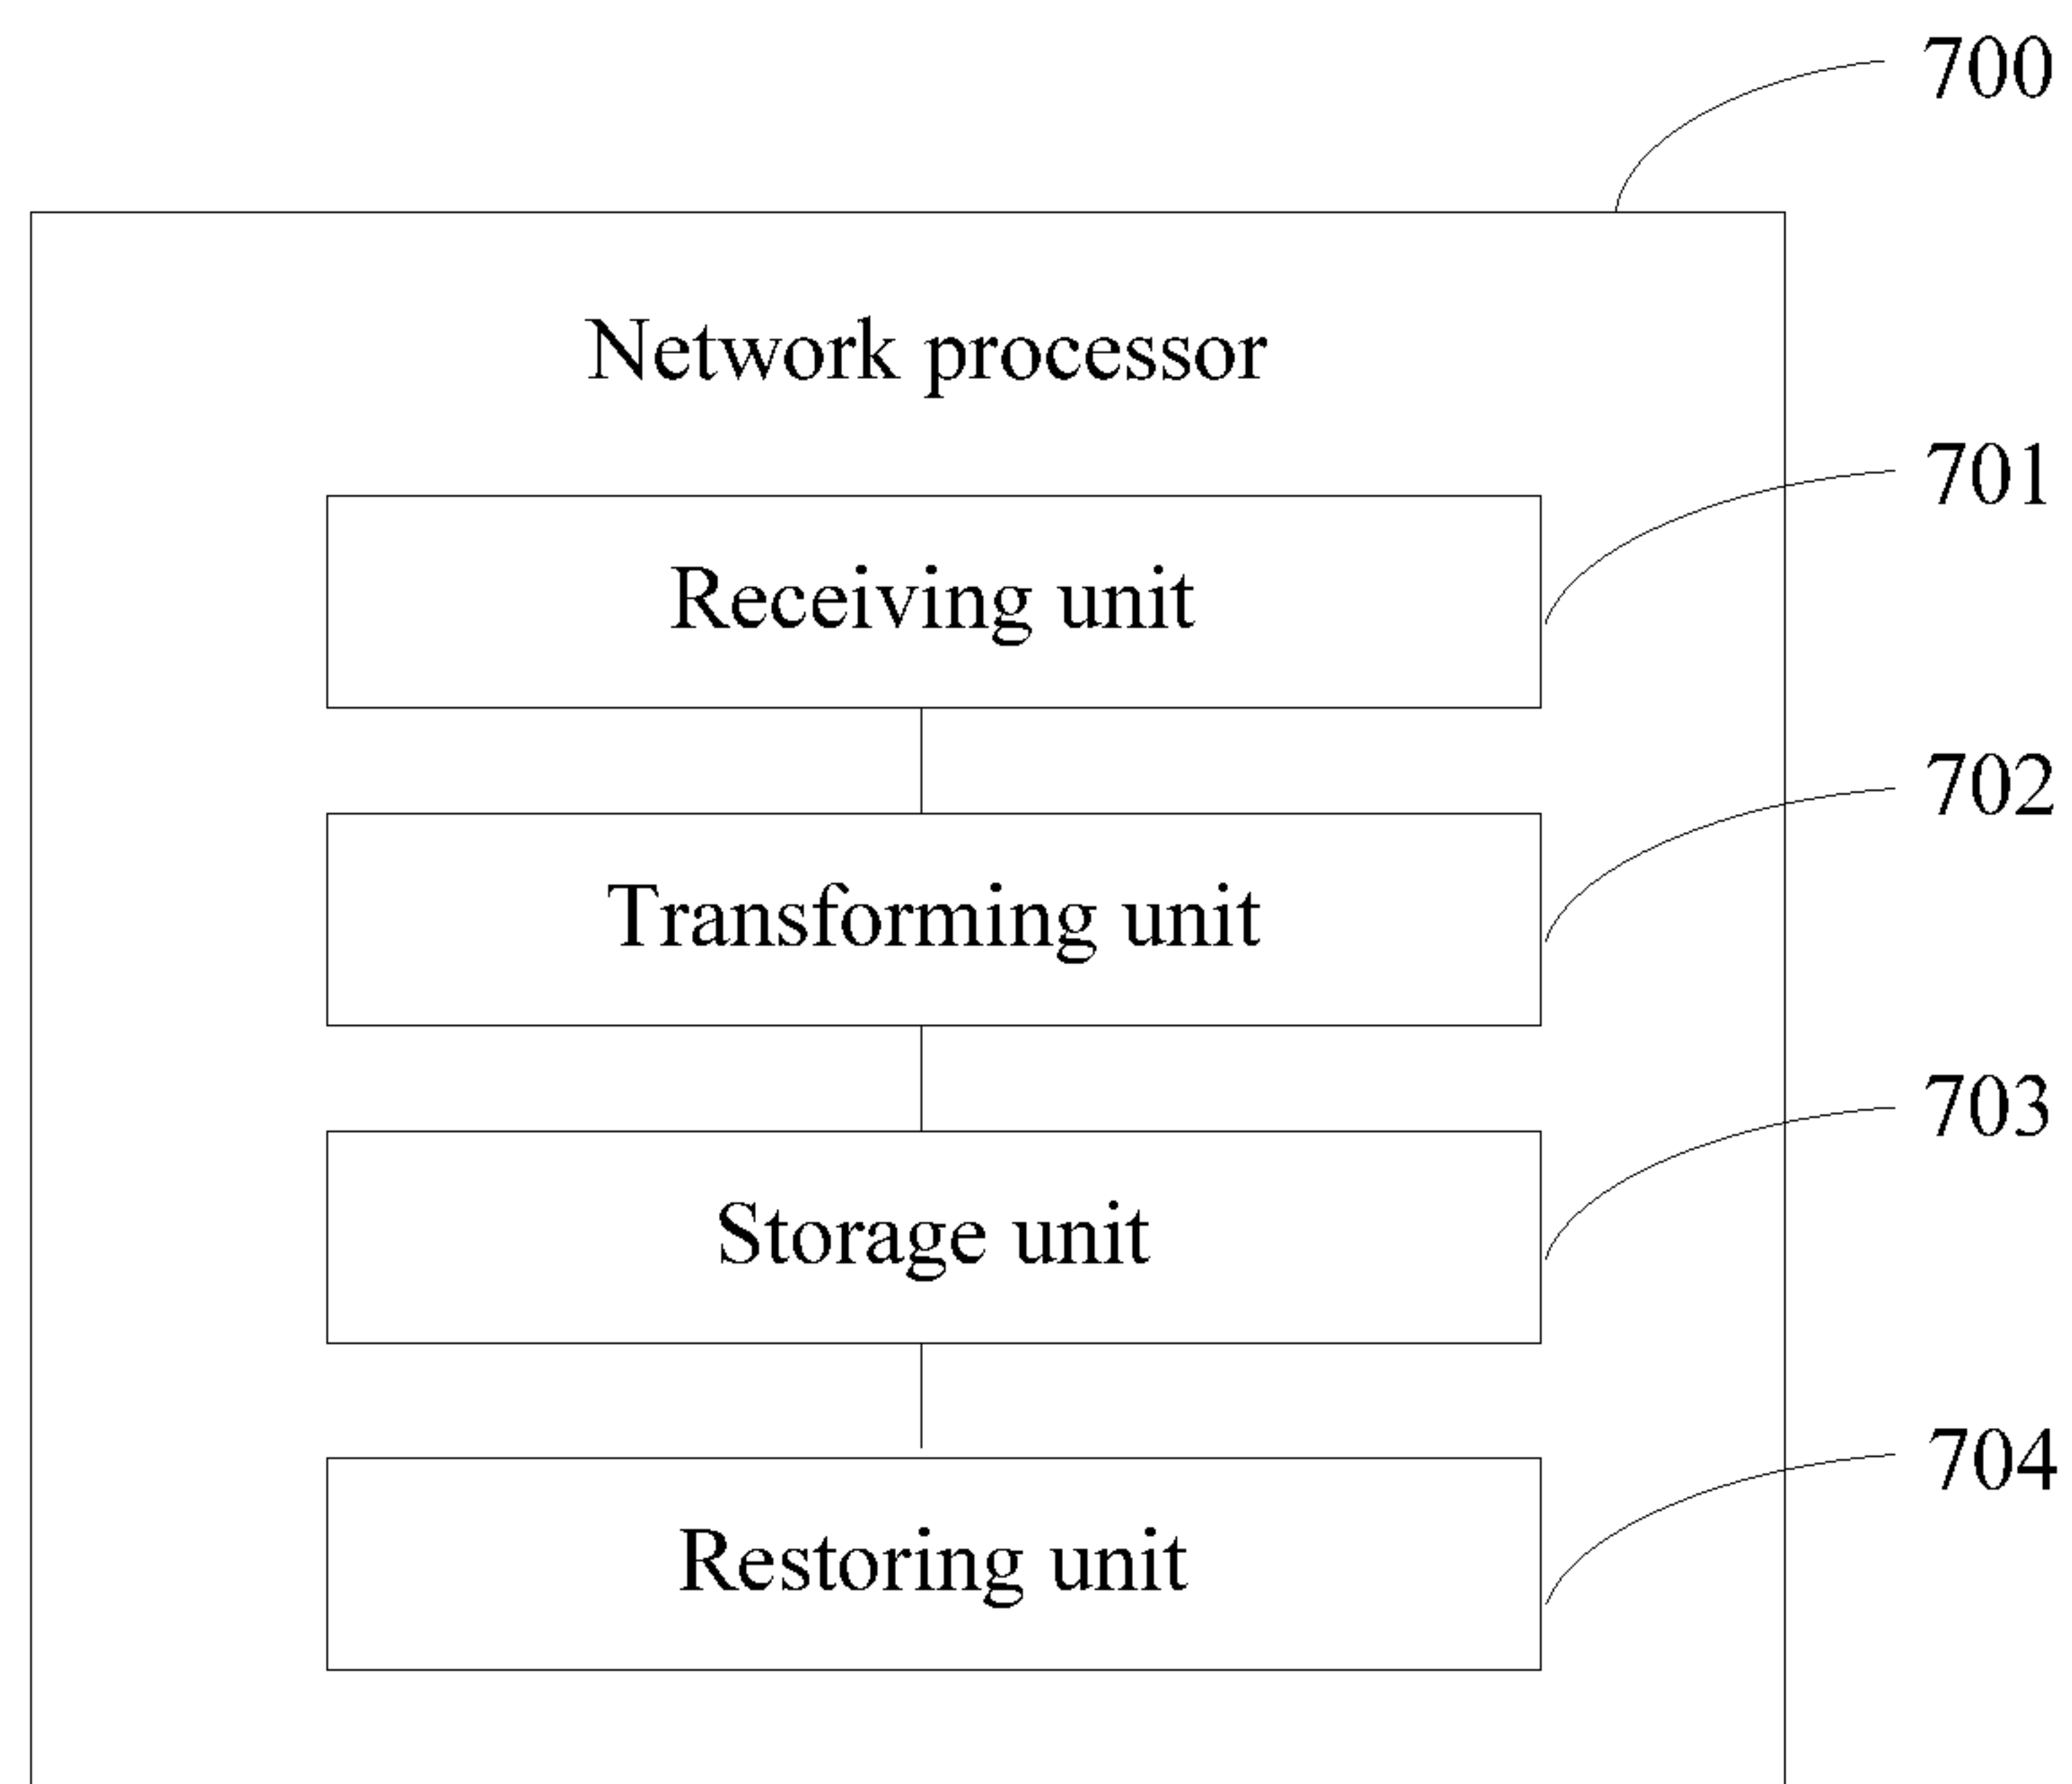 700
Network processor
701
Receiving unit
702
Transforming unit
703
Storage unit
704
Restoring unit